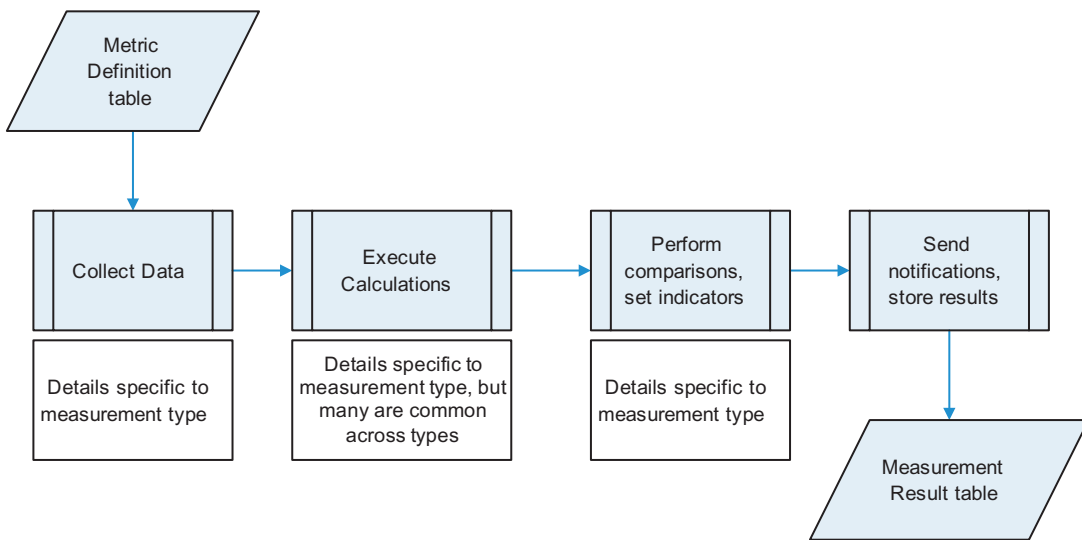 Metric
Definition
table
Collect Data
Execute
Calculations
Perform
comparisons,
set indicators
Send
notifications,
store results
Details specific to
measurement type
Details specific to
measurement type, but
many are common
across types
Details specific to
measurement type
Measurement
Result table